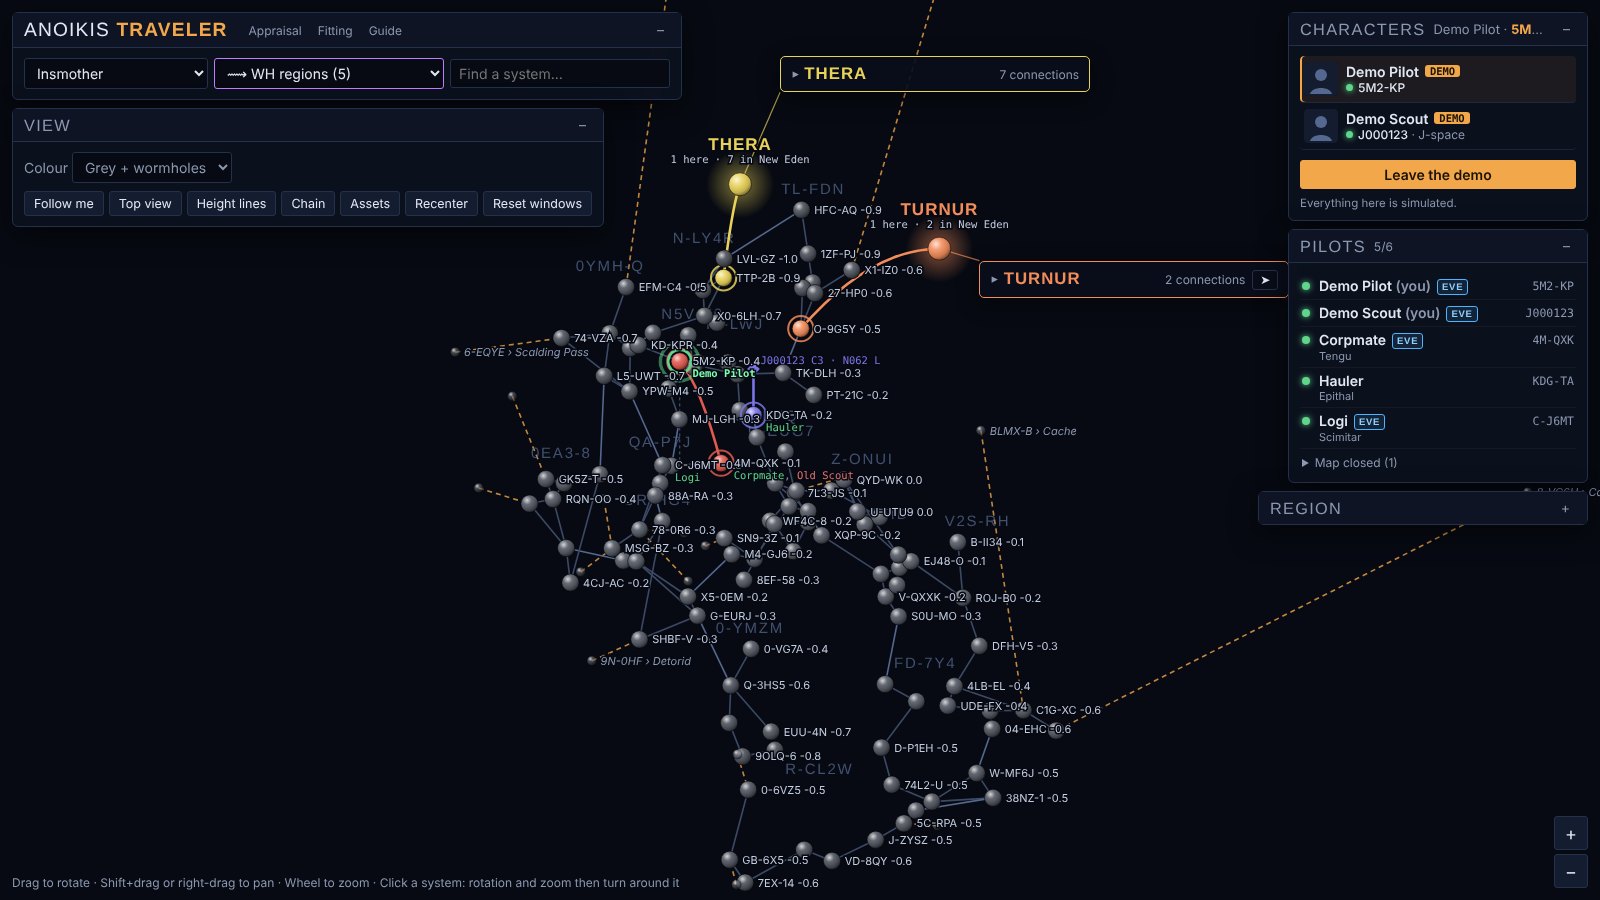 ANOIKIS TRAVELER Appraisal Fitting Guide −
Insmother ⟿ WH regions (5) Find a system...
VIEW −
Colour Grey + wormholes
Follow me Top view Height lines Chain Assets Recenter Reset windows
▸ THERA 7 connections
THERA
1 here · 7 in New Eden
TL-FDN
HFC-AQ -0.9
TURNUR
1 here · 2 in New Eden
N-LY4R
LVL-GZ -1.0
1ZF-PJ -0.9
0YMH-Q
TTP-2B -0.9
X1-IZ0 -0.6
▸ TURNUR 2 connections ➤
EFM-C4 -0.5
27-HP0 -0.6
X0-6LH -0.7
O-9G5Y -0.5
74-VZA -0.7
KD-KPR -0.4
6-EQYE › Scalding Pass
5M2-KP -0.4
J000123 C3 · N062 L
Demo Pilot
L5-UWT -0.7
TK-DLH -0.3
YPW-M4 -0.5
PT-21C -0.2
MJ-LGH -0.3
KDG-TA -0.2
Hauler
BLMX-B › Cache
QA-P7J
0EA3-8
Z-ONUI
C-J6MT -0.4
4M-QXK -0.1
Logi
Corpmate, Old Scout
GK5Z-T -0.5
QYD-WK 0.0
RQN-OO -0.4
88A-RA -0.3
7L3-JS -0.1
U-UTU9 0.0
V2S-RH
WF4C-8 -0.2
78-0R6 -0.3
SN9-3Z -0.1
XQP-9C -0.2
B-II34 -0.1
MSG-BZ -0.3
M4-GJ6 -0.2
EJ48-O -0.1
4CJ-AC -0.2
8EF-58 -0.3
X5-0EM -0.2
V-QXXK -0.2
ROJ-B0 -0.2
G-EURJ -0.3
S0U-MO -0.3
0-YMZM
SHBF-V -0.3
0-VG7A -0.4
DFH-V5 -0.3
9N-0HF › Detorid
FD-7Y4
Q-3HS5 -0.6
4LB-EL -0.4
UDE-FX -0.4
C1G-XC -0.6
EUU-4N -0.7
04-EHC -0.6
D-P1EH -0.5
9OLQ-6 -0.8
R-CL2W
W-MF6J -0.5
0-6VZ5 -0.5
74L2-U -0.5
38NZ-1 -0.5
5C-RPA -0.5
J-ZYSZ -0.5
GB-6X5 -0.5
VD-8QY -0.6
7EX-14 -0.6
Drag to rotate · Shift+drag or right-drag to pan · Wheel to zoom · Click a system: rotation and zoom then turn around it
CHARACTERS Demo Pilot · 5M... −
Demo Pilot DEMO
5M2-KP
Demo Scout DEMO
J000123 · J-space
Leave the demo
Everything here is simulated.
PILOTS 5/6 −
Demo Pilot (you) EVE 5M2-KP
Demo Scout (you) EVE J000123
Corpmate EVE 4M-QXK
Tengu
Hauler KDG-TA
Epithal
Logi EVE C-J6MT
Scimitar
▶ Map closed (1)
REGION +
+
−